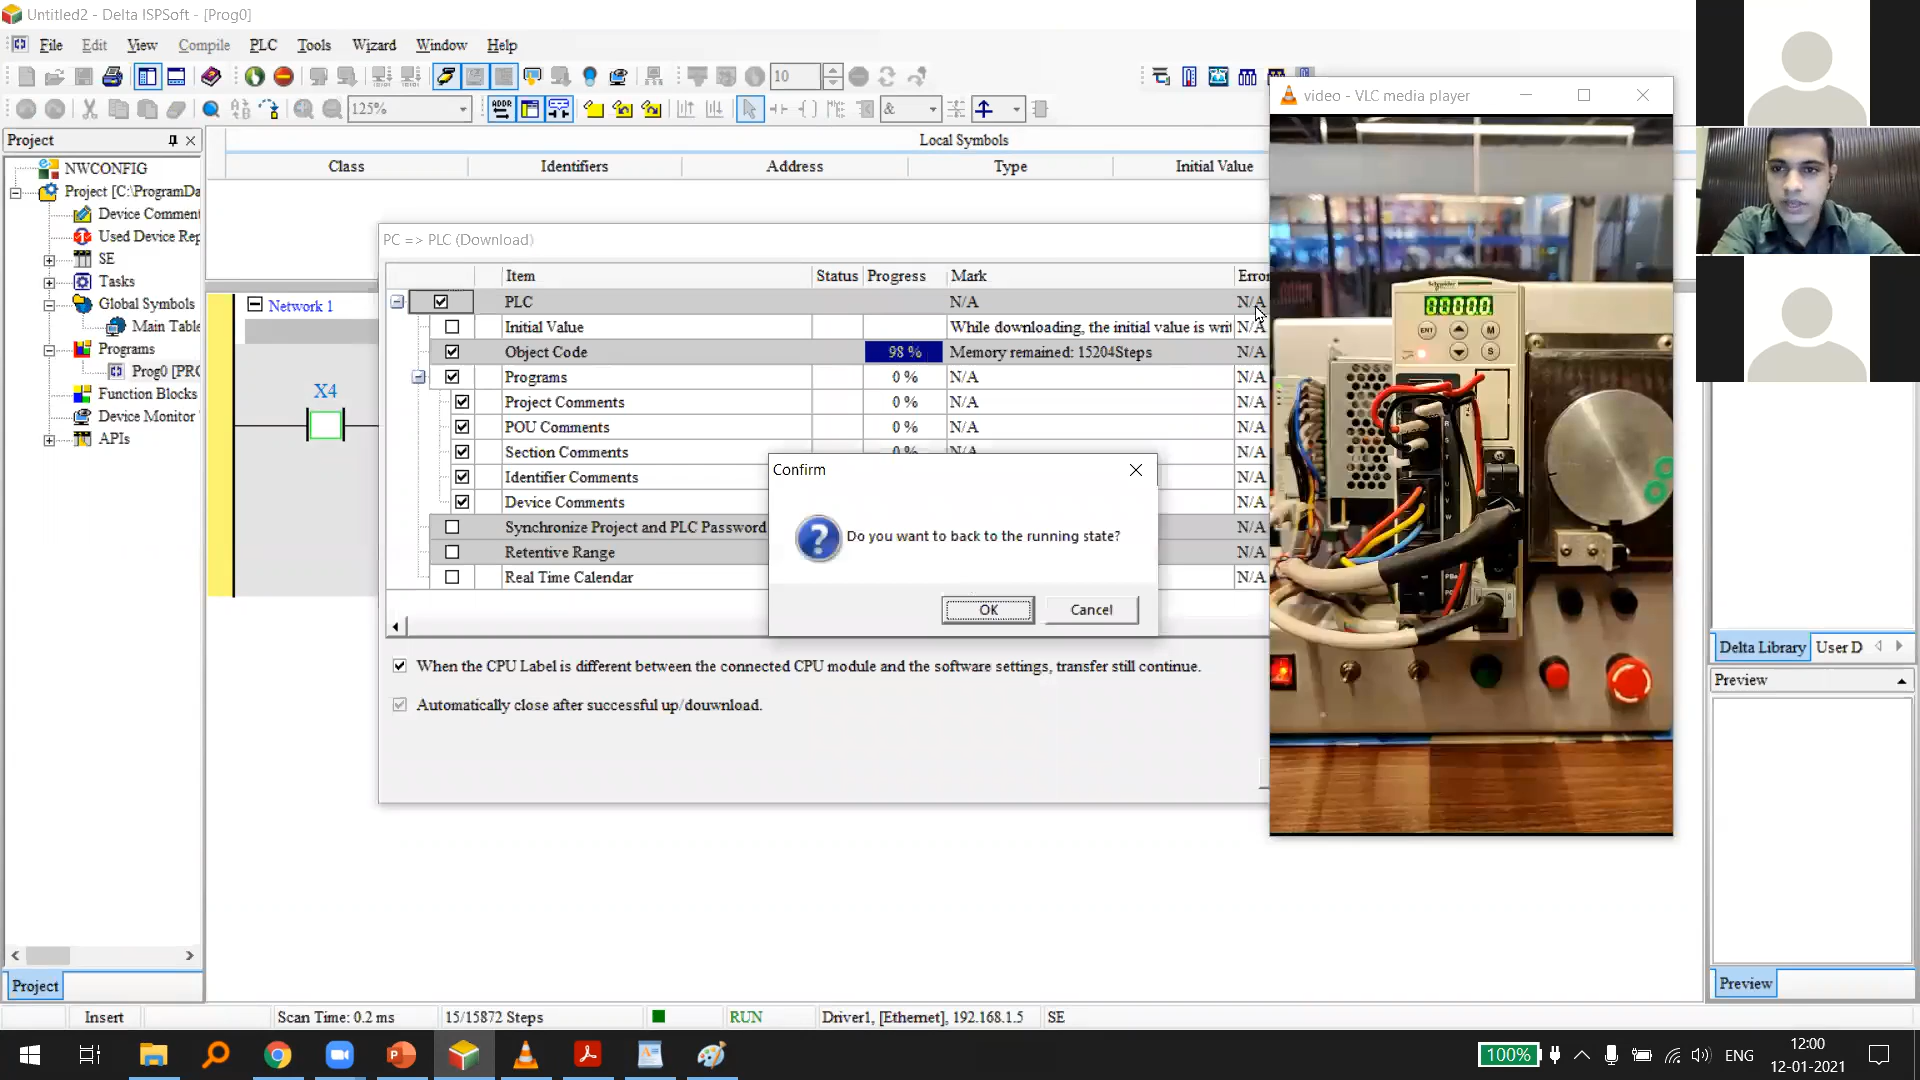 Untitled2 - Delta ISPSoft - [Prog0]
File Edit View Compile PLC Tools Wizard Window Help
10
125%
ADDR
&
Project
NWCONFIG
Project [C:\ProgramDa
Device Comment
Used Device Rep
SE
Tasks
Global Symbols
Main Table
Programs
Prog0 [PRC
Function Blocks
Device Monitor
APIs
Project
Local Symbols
Class Identifiers Address Type Initial Value
Network 1
X4
PC => PLC (Download)
Item Status Progress Mark Error
PLC N/A N/A
Initial Value While downloading, the initial value is writ N/A
Object Code 98 % Memory remained: 15204Steps N/A
Programs 0 % N/A N/A
Project Comments 0 % N/A N/A
POU Comments 0 % N/A N/A
Section Comments 0 % N/A N/A
Identifier Comments N/A
Device Comments N/A
Synchronize Project and PLC Password N/A
Retentive Range N/A
Real Time Calendar N/A
Confirm
Do you want to back to the running state?
OK Cancel
When the CPU Label is different between the connected CPU module and the software settings, transfer still continue.
Automatically close after successful up/douwnload.
video - VLC media player
Schneider
00000
ENT M
S
R
S
T
U
V
W
Delta Library User D
Preview
Preview
Insert Scan Time: 0.2 ms 15/15872 Steps RUN Driver1, [Ethernet], 192.168.1.5 SE
100% ENG 12:00
12-01-2021